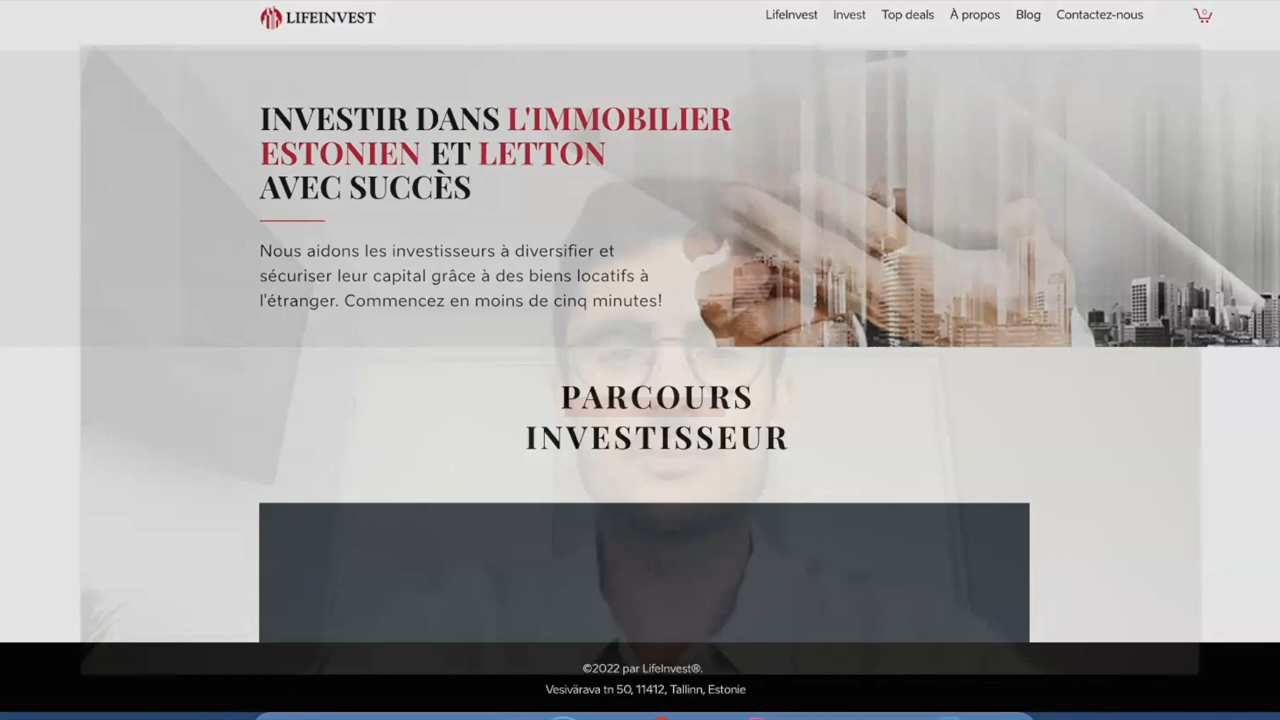 LIFEINVEST
LifeInvest Invest Top deals À propos Blog Contactez-nous
0
INVESTIR DANS L'IMMOBILIER
ESTONIEN ET LETTON
AVEC SUCCÈS
Nous aidons les investisseurs à diversifier et
sécuriser leur capital grâce à des biens locatifs à
l'étranger. Commencez en moins de cinq minutes!
PARCOURS
INVESTISSEUR
©2022 par LifeInvest®.
Vesivärava tn 50, 11412, Tallinn, Estonie